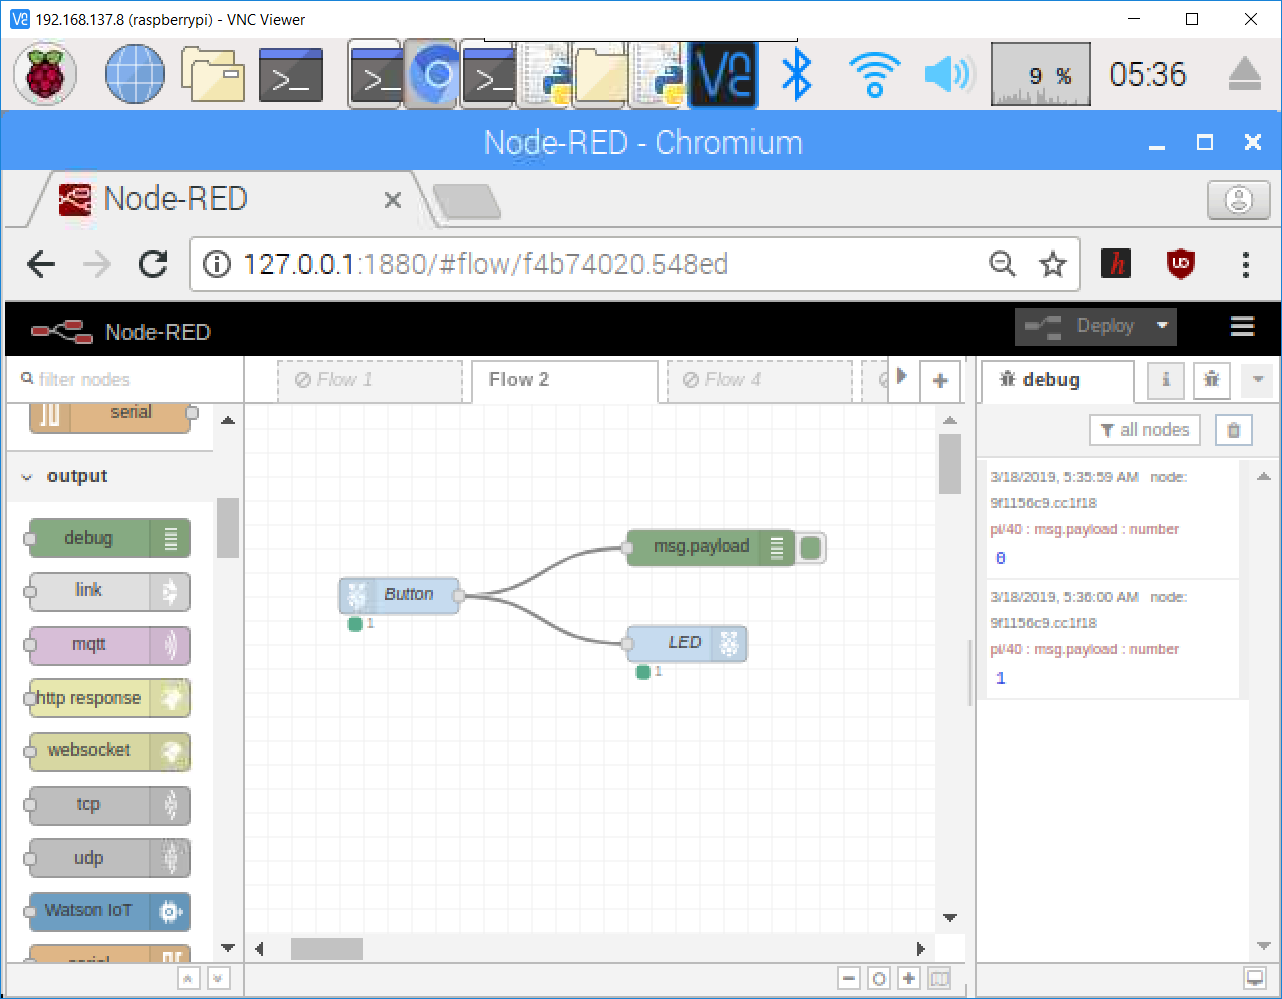 192.168.137.8 (raspberrypi) - VNC Viewer
9 %
05:36
Node-RED - Chromium
Node-RED
127.0.0.1:1880/#flow/f4b74020.548ed
Node-RED
Deploy
filter nodes
Flow 1
Flow 2
Flow 4
debug
all nodes
serial
output
debug
link
mqtt
http response
websocket
tcp
udp
Watson IoT
serial
Button
1
msg.payload
LED
1
3/18/2019, 5:35:59 AM node:
9f1156c9.cc1f18
pi/40 : msg.payload : number
0
3/18/2019, 5:36:00 AM node:
9f1156c9.cc1f18
pi/40 : msg.payload : number
1